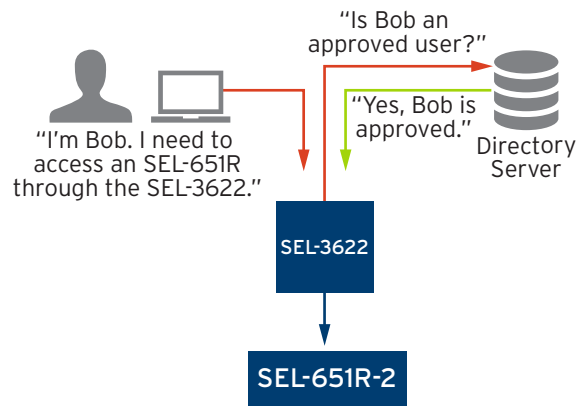 “Is Bob an
approved user?”
“Yes, Bob is
approved.”
Directory
Server
“I’m Bob. I need to
access an SEL-651R
through the SEL-3622.”
SEL-3622
SEL-651R-2